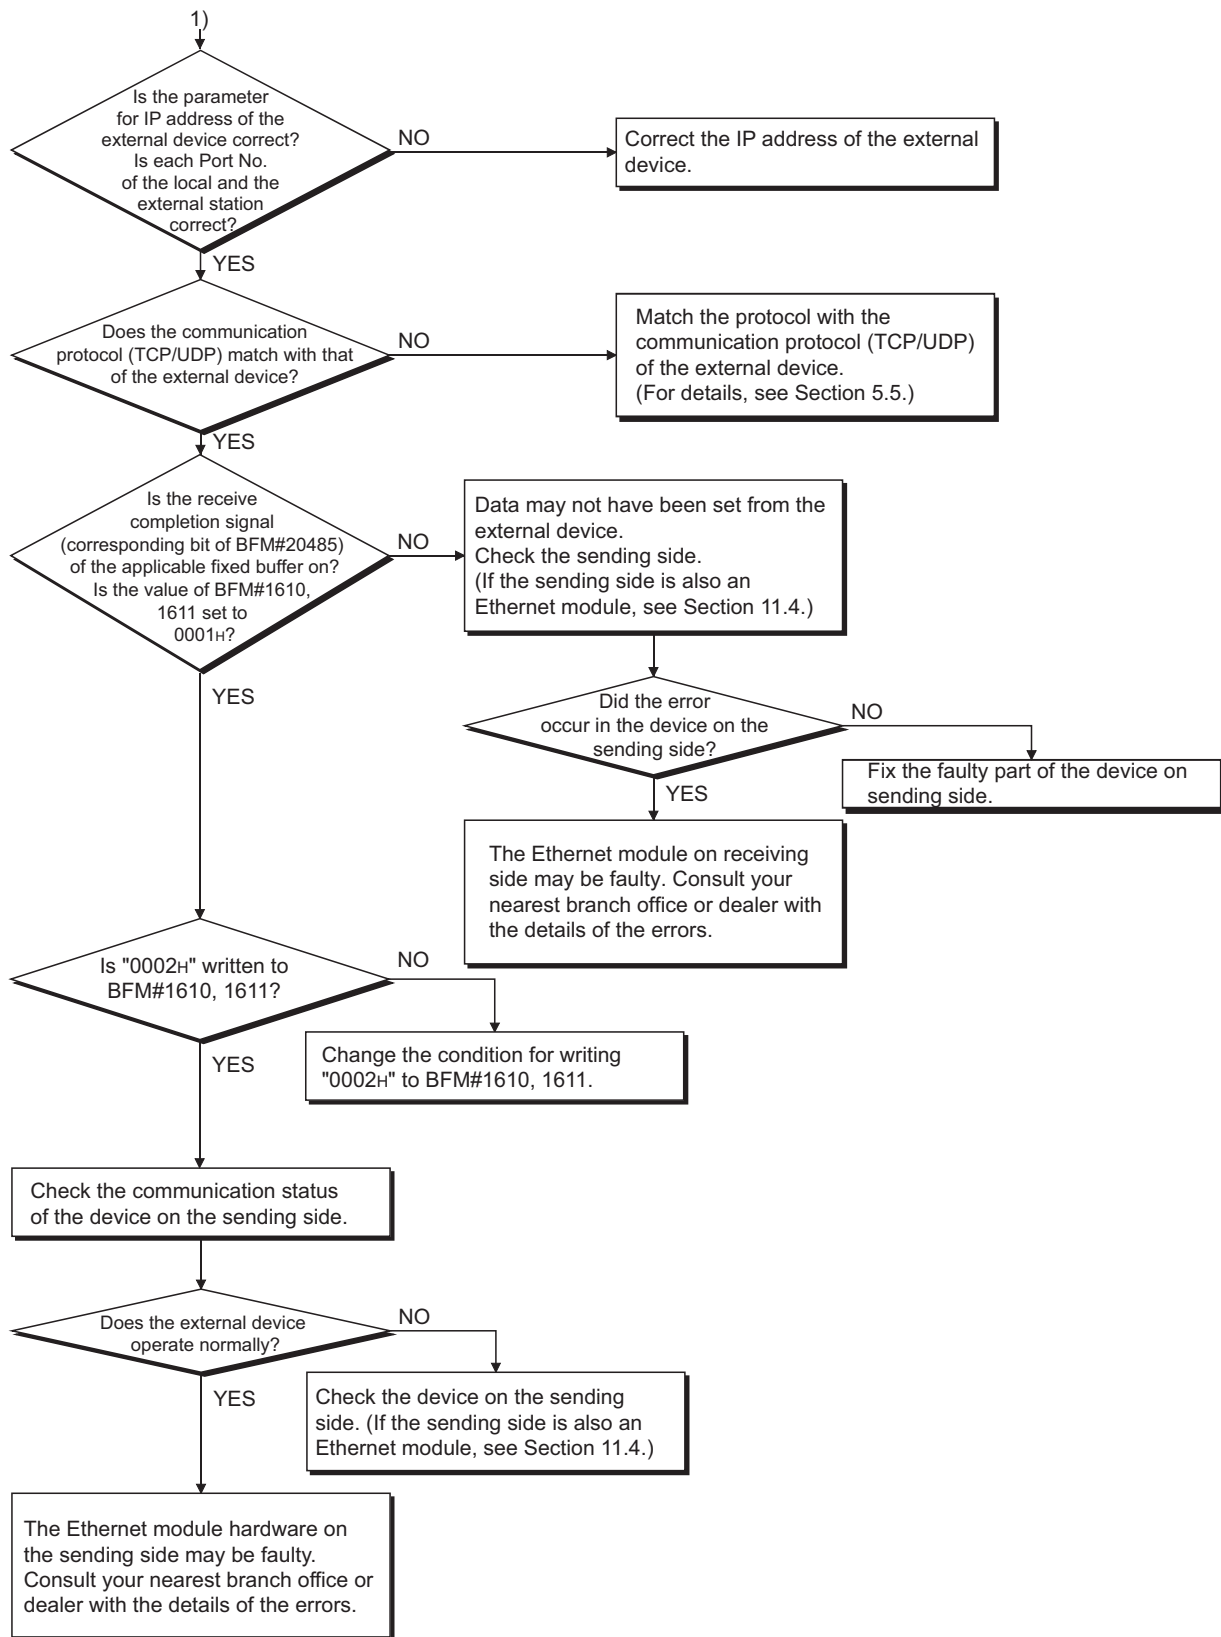 1)
Is the parameter
for IP address of the
external device correct?
Is each Port No.
of the local and the
external station
correct?
NO
Correct the IP address of the external
device.
YES
Does the communication
protocol (TCP/UDP) match with that
of the external device?
NO
Match the protocol with the
communication protocol (TCP/UDP)
of the external device.
(For details, see Section 5.5.)
YES
Is the receive
completion signal
(corresponding bit of BFM#20485)
of the applicable fixed buffer on?
Is the value of BFM#1610,
1611 set to
0001H?
NO
Data may not have been set from the
external device.
Check the sending side.
(If the sending side is also an
Ethernet module, see Section 11.4.)
YES
Did the error
occur in the device on the
sending side?
NO
Fix the faulty part of the device on
sending side.
YES
The Ethernet module on receiving
side may be faulty. Consult your
nearest branch office or dealer with
the details of the errors.
Is "0002H" written to
BFM#1610, 1611?
NO
Change the condition for writing
"0002H" to BFM#1610, 1611.
YES
Check the communication status
of the device on the sending side.
Does the external device
operate normally?
NO
Check the device on the sending
side. (If the sending side is also an
Ethernet module, see Section 11.4.)
YES
The Ethernet module hardware on
the sending side may be faulty.
Consult your nearest branch office or
dealer with the details of the errors.